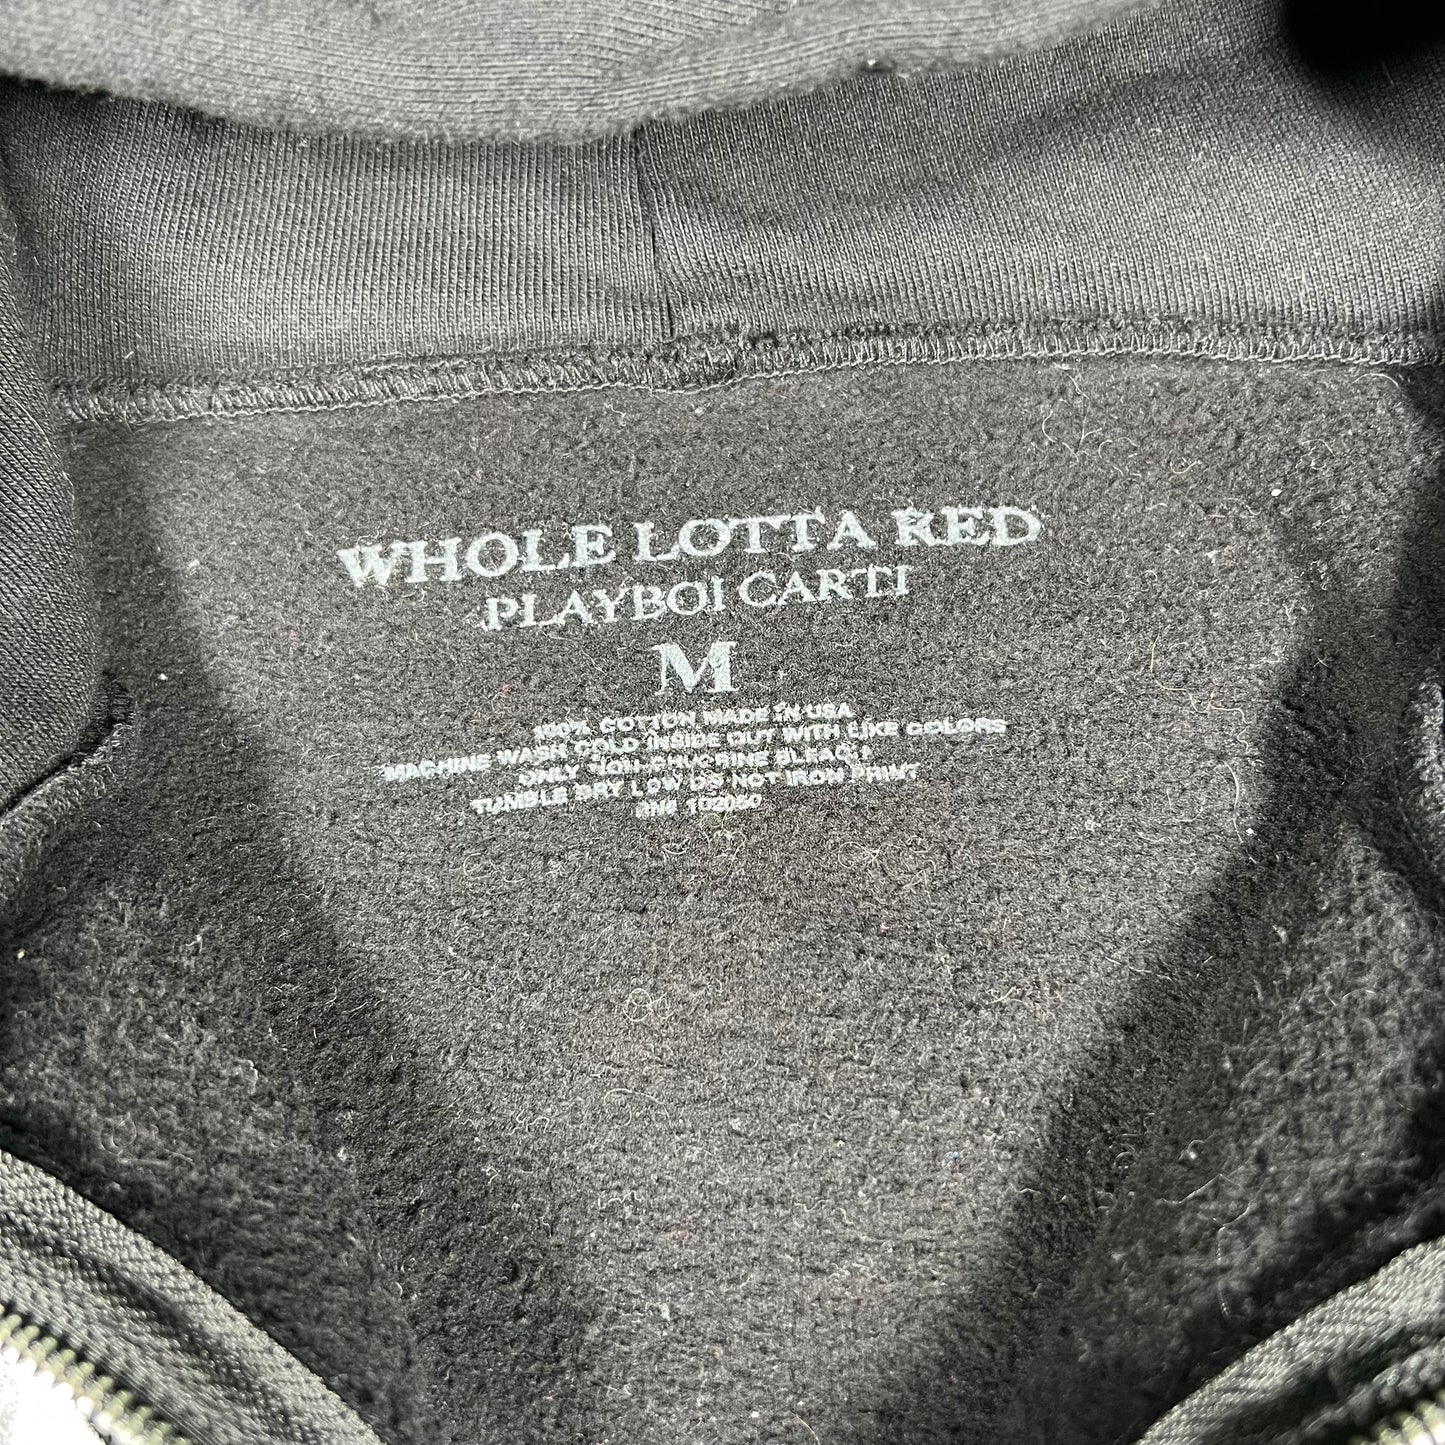 WHOLE LOTTA RED
PLAYBOI CARTI
M
100% COTTON MADE IN USA
MACHINE WASH COLD INSIDE OUT WITH LIKE COLORS
ONLY NON-CHLORINE BLEACH
TUMBLE DRY LOW DO NOT IRON PRINT
RN#